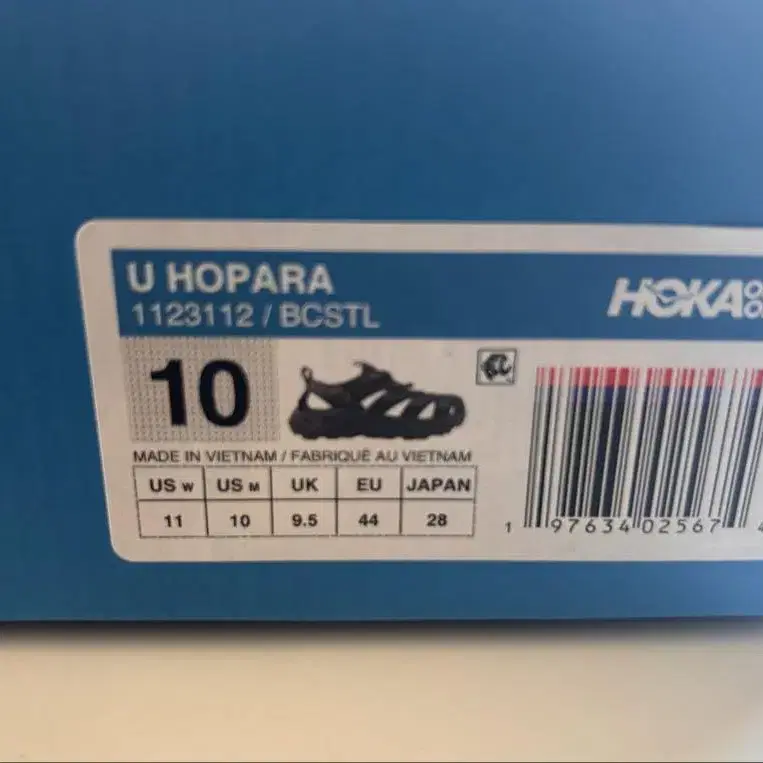 U HOPARA
1123112 / BCSTL
HOKA
10
MADE IN VIETNAM / FABRIQUÉ AU VIETNAM
US W US M UK EU JAPAN
11 10 9.5 44 28
1 97634 02567 4